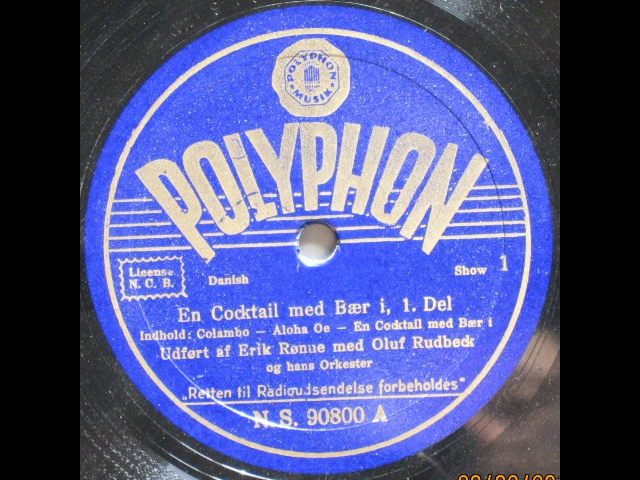 POLYPHON
MUSIK
POLYPHON
License
N. C. B.
Danish
Show 1
En Cocktail med Bær i, 1. Del
Indhold: Colambo — Aloha Oe — En Cocktail med Bær i
Udført af Erik Rønne med Oluf Rudbeck
og hans Orkester
„Retten til Radioudsendelse forbeholdes"
N. S. 90800 A